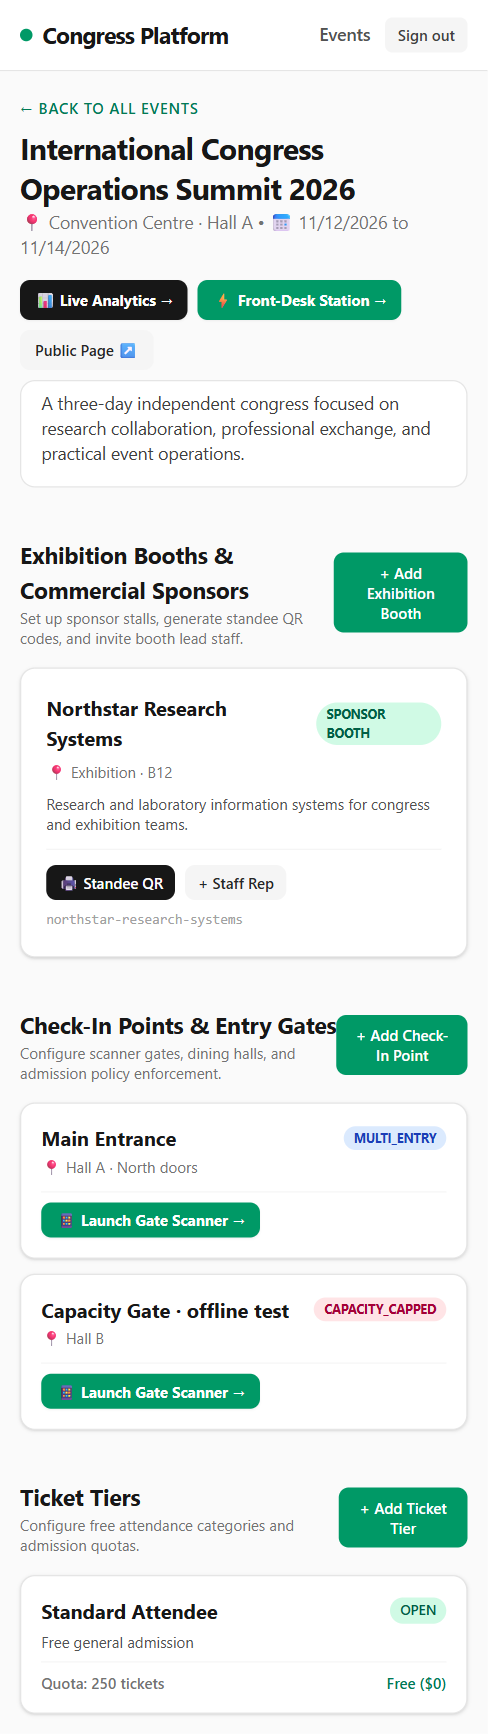 Congress Platform
Events
Sign out
← BACK TO ALL EVENTS
International Congress
Operations Summit 2026
📍 Convention Centre · Hall A • 🗓️ 11/12/2026 to
11/14/2026
📊 Live Analytics →
⚡ Front-Desk Station →
Public Page ↗️
A three-day independent congress focused on
research collaboration, professional exchange, and
practical event operations.
Exhibition Booths &
Commercial Sponsors
Set up sponsor stalls, generate standee QR
codes, and invite booth lead staff.
+ Add
Exhibition
Booth
Northstar Research
Systems
SPONSOR
BOOTH
📍 Exhibition · B12
Research and laboratory information systems for congress
and exhibition teams.
🖨️ Standee QR
+ Staff Rep
northstar-research-systems
Check-In Points & Entry Gates
Configure scanner gates, dining halls, and
admission policy enforcement.
+ Add Check-
In Point
Main Entrance
MULTI_ENTRY
📍 Hall A · North doors
📱 Launch Gate Scanner →
Capacity Gate · offline test
CAPACITY_CAPPED
📍 Hall B
📱 Launch Gate Scanner →
Ticket Tiers
Configure free attendance categories and
admission quotas.
+ Add Ticket
Tier
Standard Attendee
OPEN
Free general admission
Quota: 250 tickets
Free ($0)